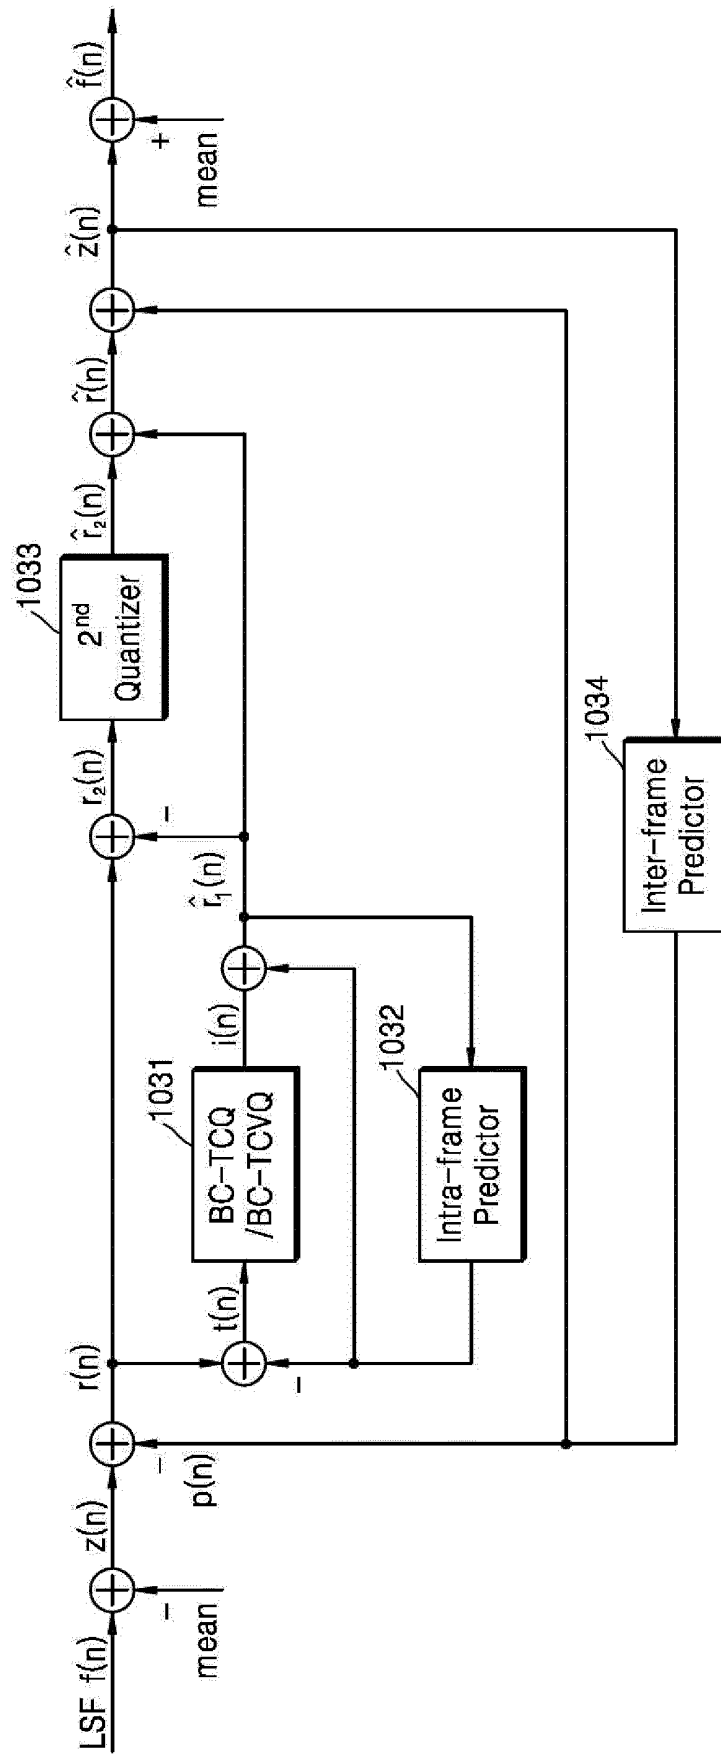 LSF f(n)
mean
−
z(n)
−
p(n)
r(n)
t(n)
−
1031
BC-TCQ
/BC-TCVQ
i(n)
r̂₁(n)
1032
Intra-frame
Predictor
−
r₂(n)
1033
2nd
Quantizer
r̂₂(n)
r̂(n)
ẑ(n)
1034
Inter-frame
Predictor
+
mean
f̂(n)